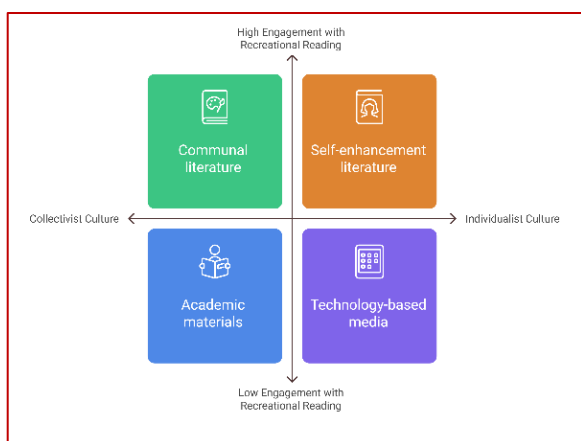 High Engagement with
Recreational Reading
Communal
literature
Self-enhancement
literature
Collectivist Culture
Individualist Culture
Academic
materials
Technology-based
media
Low Engagement with
Recreational Reading